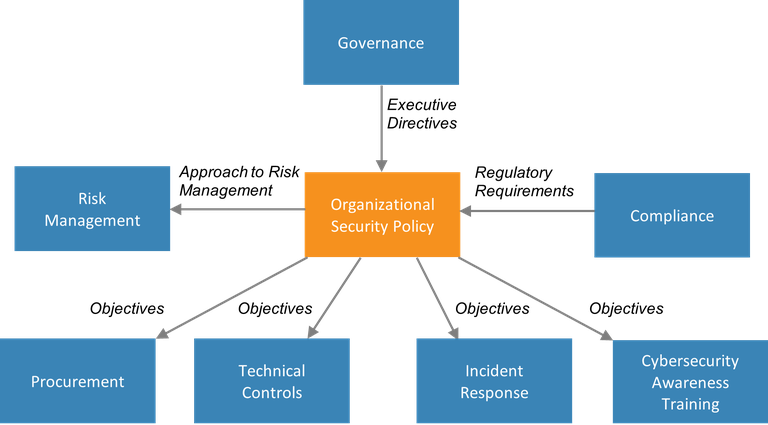 Governance
Executive
Directives
Approach to Risk
Management
Regulatory
Requirements
Risk
Management
Organizational
Security Policy
Compliance
Objectives
Objectives
Objectives
Objectives
Procurement
Technical
Controls
Incident
Response
Cybersecurity
Awareness
Training